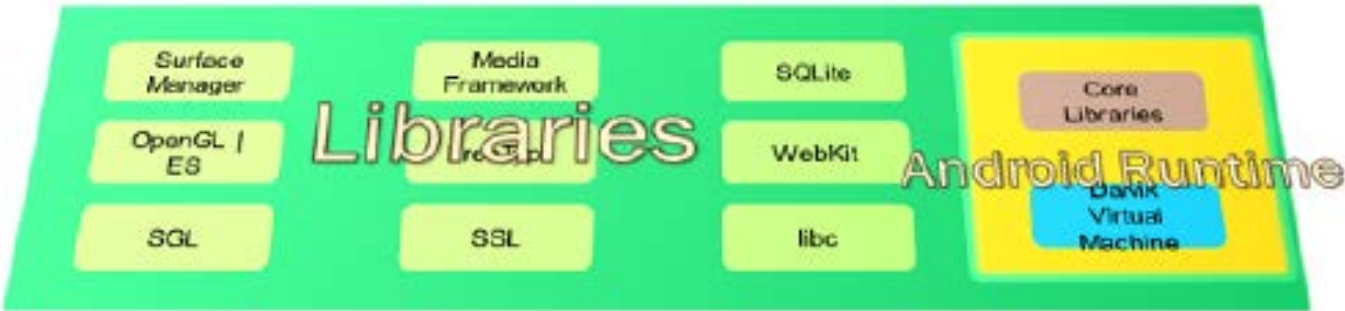 Surface
Manager
Media
Framework
SQLite
Core
Libraries
Libraries
OpenGL |
ES
WebKit
Android Runtime
Virtual
Machine
SGL
SSL
libc